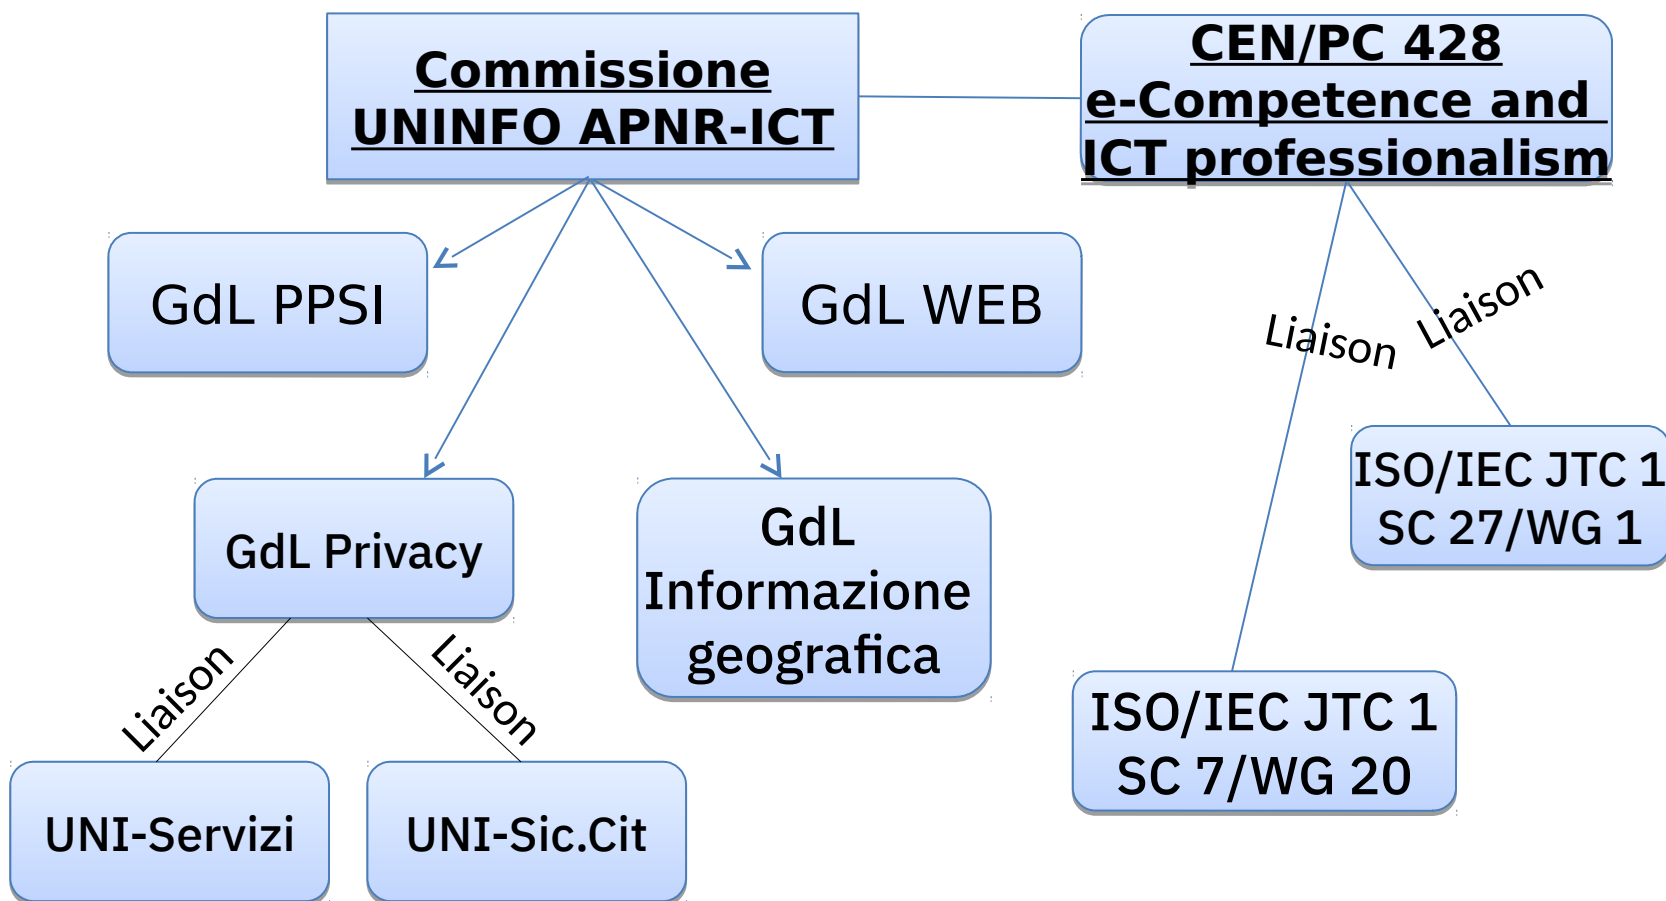 Commissione
UNINFO APNR-ICT
CEN/PC 428
e-Competence and
ICT professionalism
GdL PPSI
GdL WEB
Liaison
Liaison
ISO/IEC JTC 1
SC 27/WG 1
GdL Privacy
GdL
Informazione
geografica
Liaison
Liaison
ISO/IEC JTC 1
SC 7/WG 20
UNI-Servizi
UNI-Sic.Cit